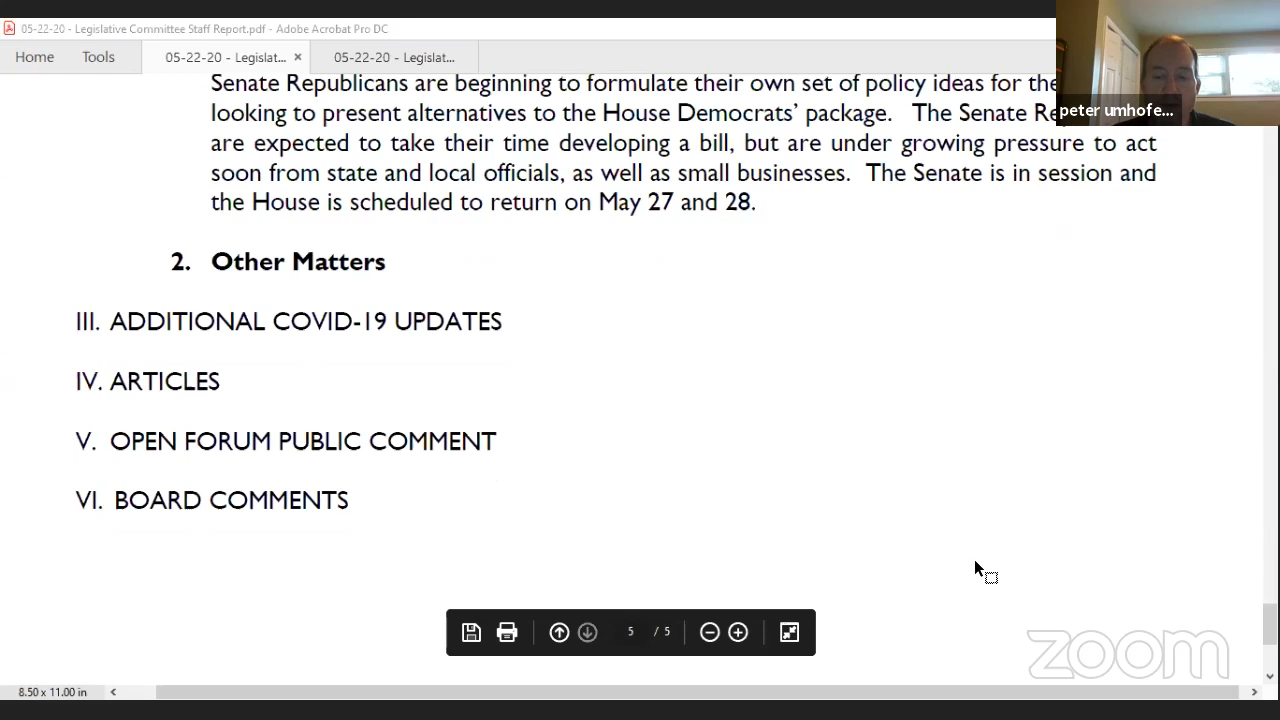 05-22-20 - Legislative Committee Staff Report.pdf - Adobe Acrobat Pro DC
Home Tools 05-22-20 - Legislat... × 05-22-20 - Legislat...
peter umhofe...
Senate Republicans are beginning to formulate their own set of policy ideas for the
looking to present alternatives to the House Democrats’ package. The Senate
are expected to take their time developing a bill, but are under growing pressure to act
soon from state and local officials, as well as small businesses. The Senate is in session and
the House is scheduled to return on May 27 and 28.
2. Other Matters
III. ADDITIONAL COVID-19 UPDATES
IV. ARTICLES
V. OPEN FORUM PUBLIC COMMENT
VI. BOARD COMMENTS
5 / 5
zoom
8.50 x 11.00 in